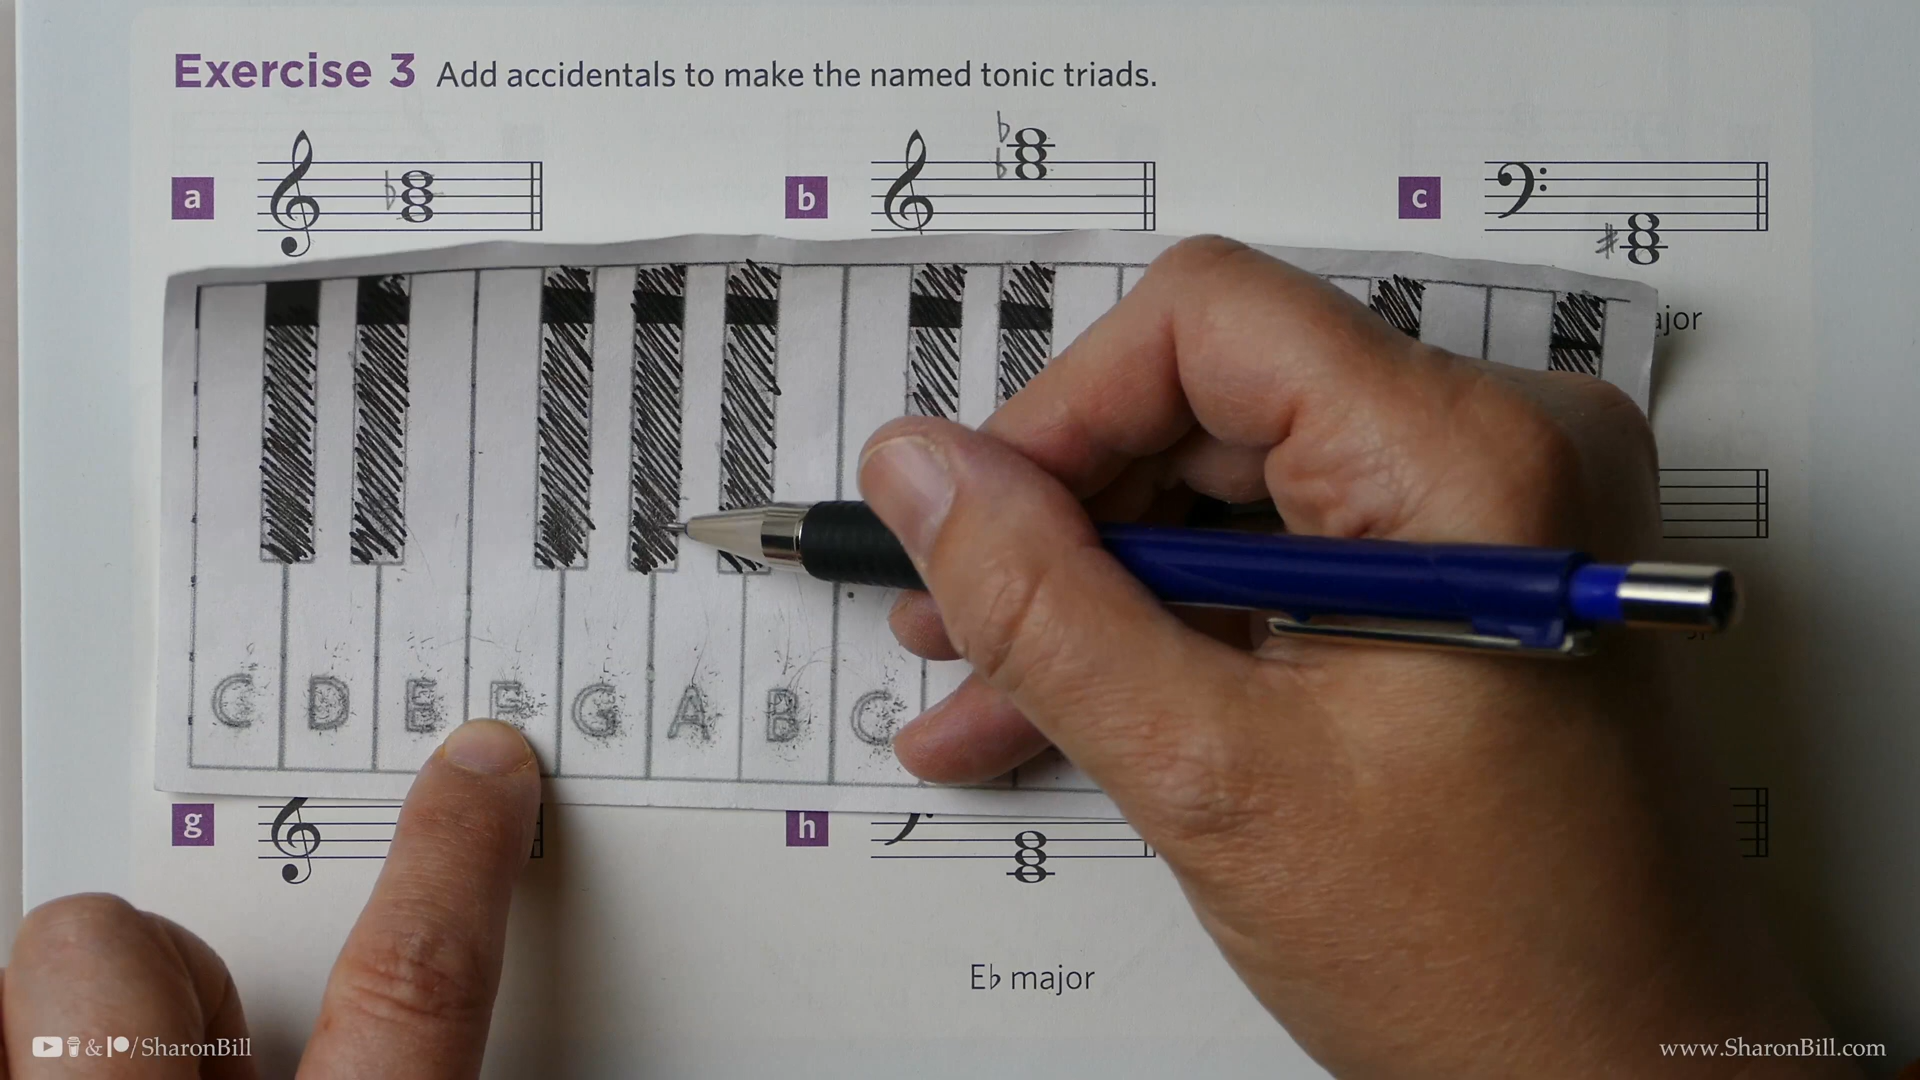 Exercise 3 Add accidentals to make the named tonic triads.
a b c
ajor
C D E F G A B C
g h
E♭ major
&/SharonBill
www.SharonBill.com